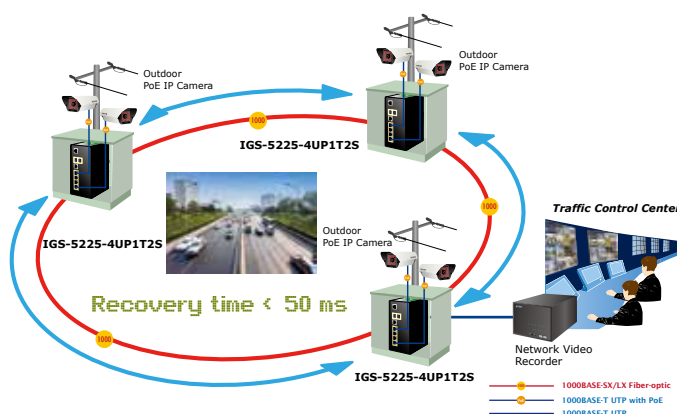 Outdoor
PoE IP Camera
Outdoor
PoE IP Camera
1000
IGS-5225-4UP1T2S
IGS-5225-4UP1T2S
1000
Traffic Control Center
Outdoor
PoE IP Camera
Recovery time < 50 ms
1000
IGS-5225-4UP1T2S
Network Video
Recorder
1000BASE-SX/LX Fiber-optic
1000BASE-T UTP with PoE
1000BASE-T UTP